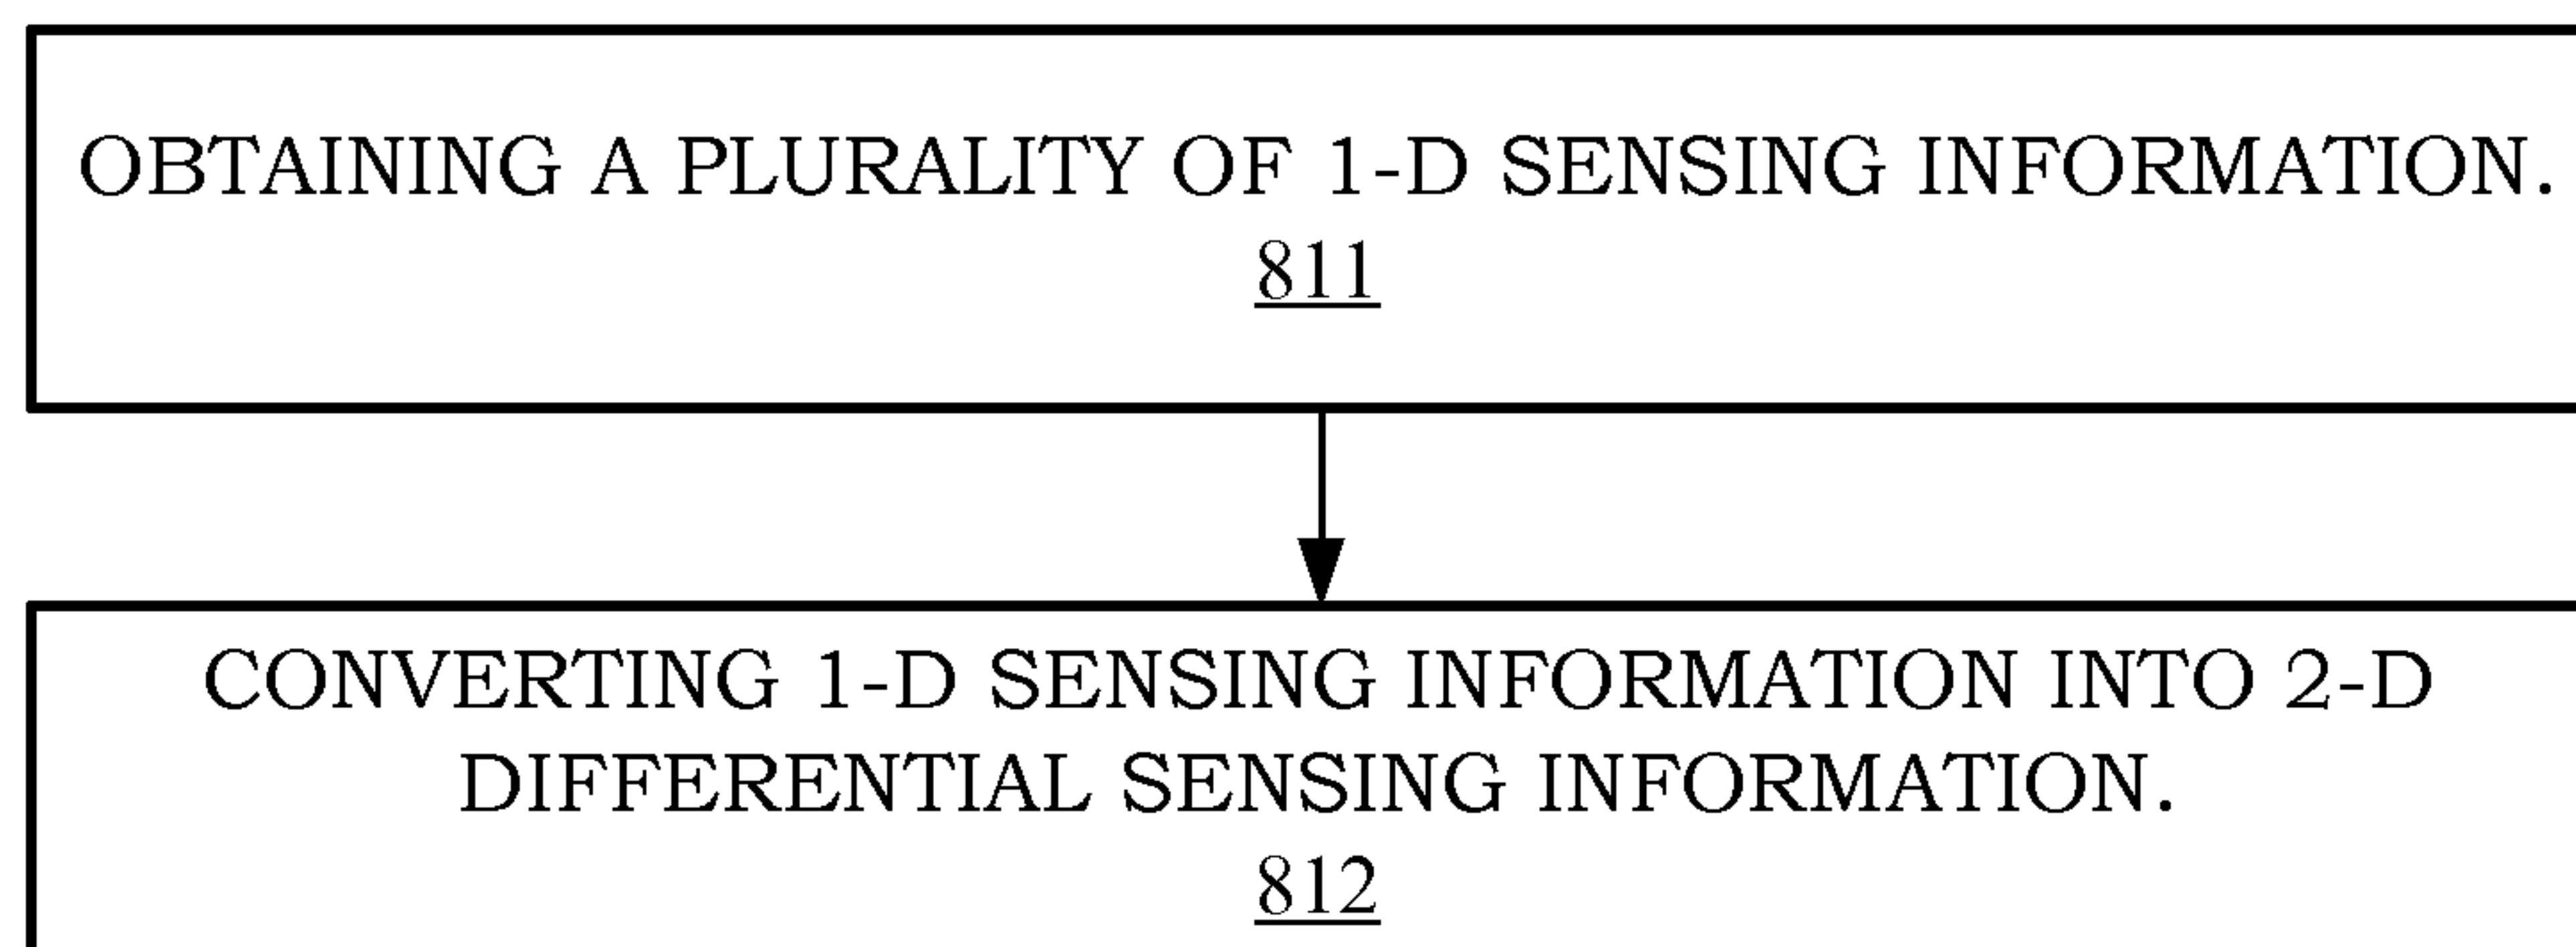 OBTAINING A PLURALITY OF 1-D SENSING INFORMATION.
811
CONVERTING 1-D SENSING INFORMATION INTO 2-D
DIFFERENTIAL SENSING INFORMATION.
812